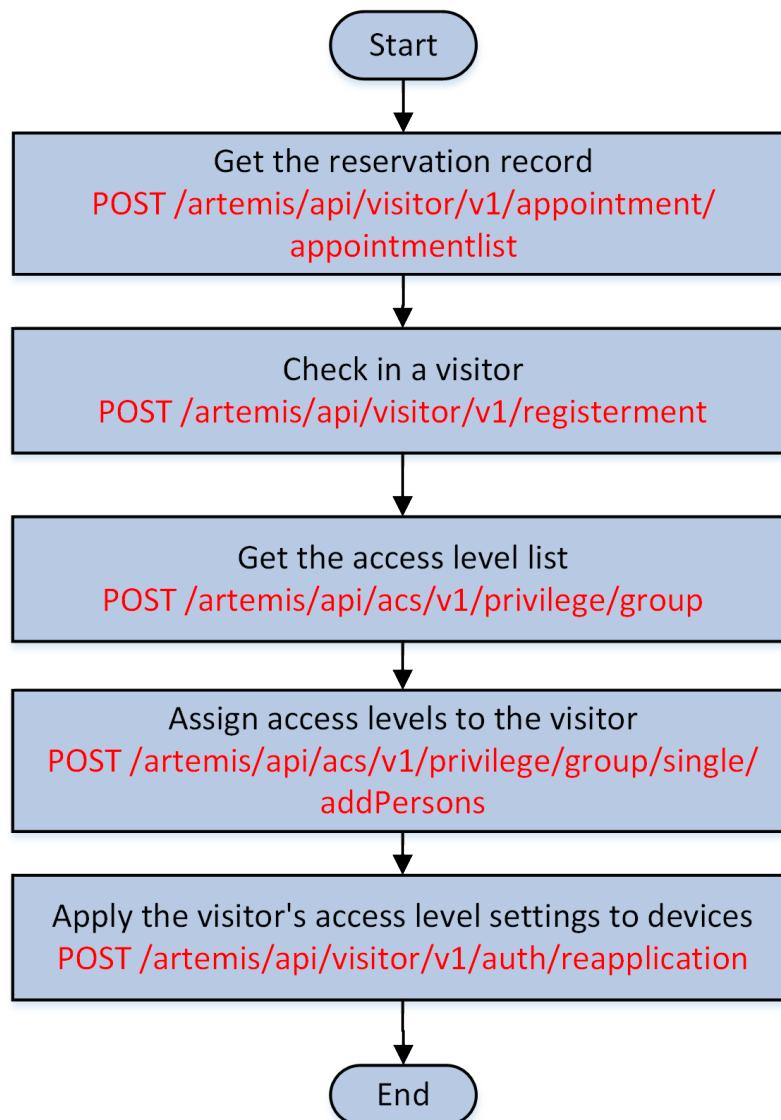 Start
Get the reservation record
POST /artemis/api/visitor/v1/appointment/
appointmentlist
Check in a visitor
POST /artemis/api/visitor/v1/registerment
Get the access level list
POST /artemis/api/acs/v1/privilege/group
Assign access levels to the visitor
POST /artemis/api/acs/v1/privilege/group/single/
addPersons
Apply the visitor's access level settings to devices
POST /artemis/api/visitor/v1/auth/reapplication
End